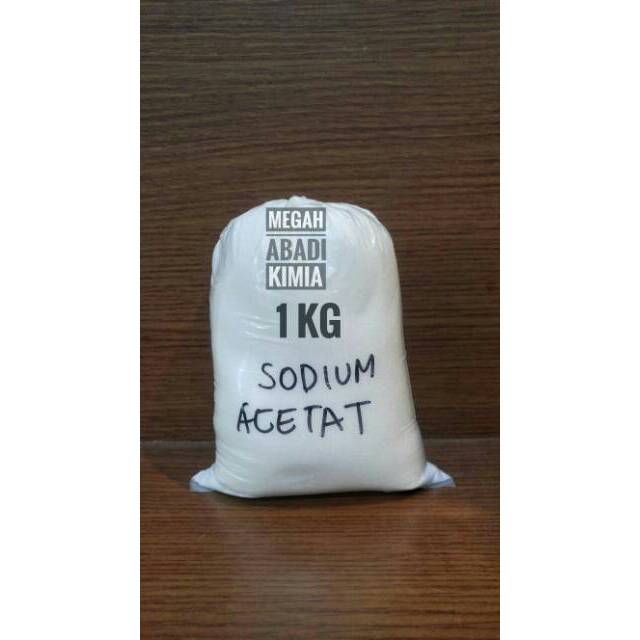 MEGAH
ABADI
KIMIA
1 KG
SODIUM
ACETAT